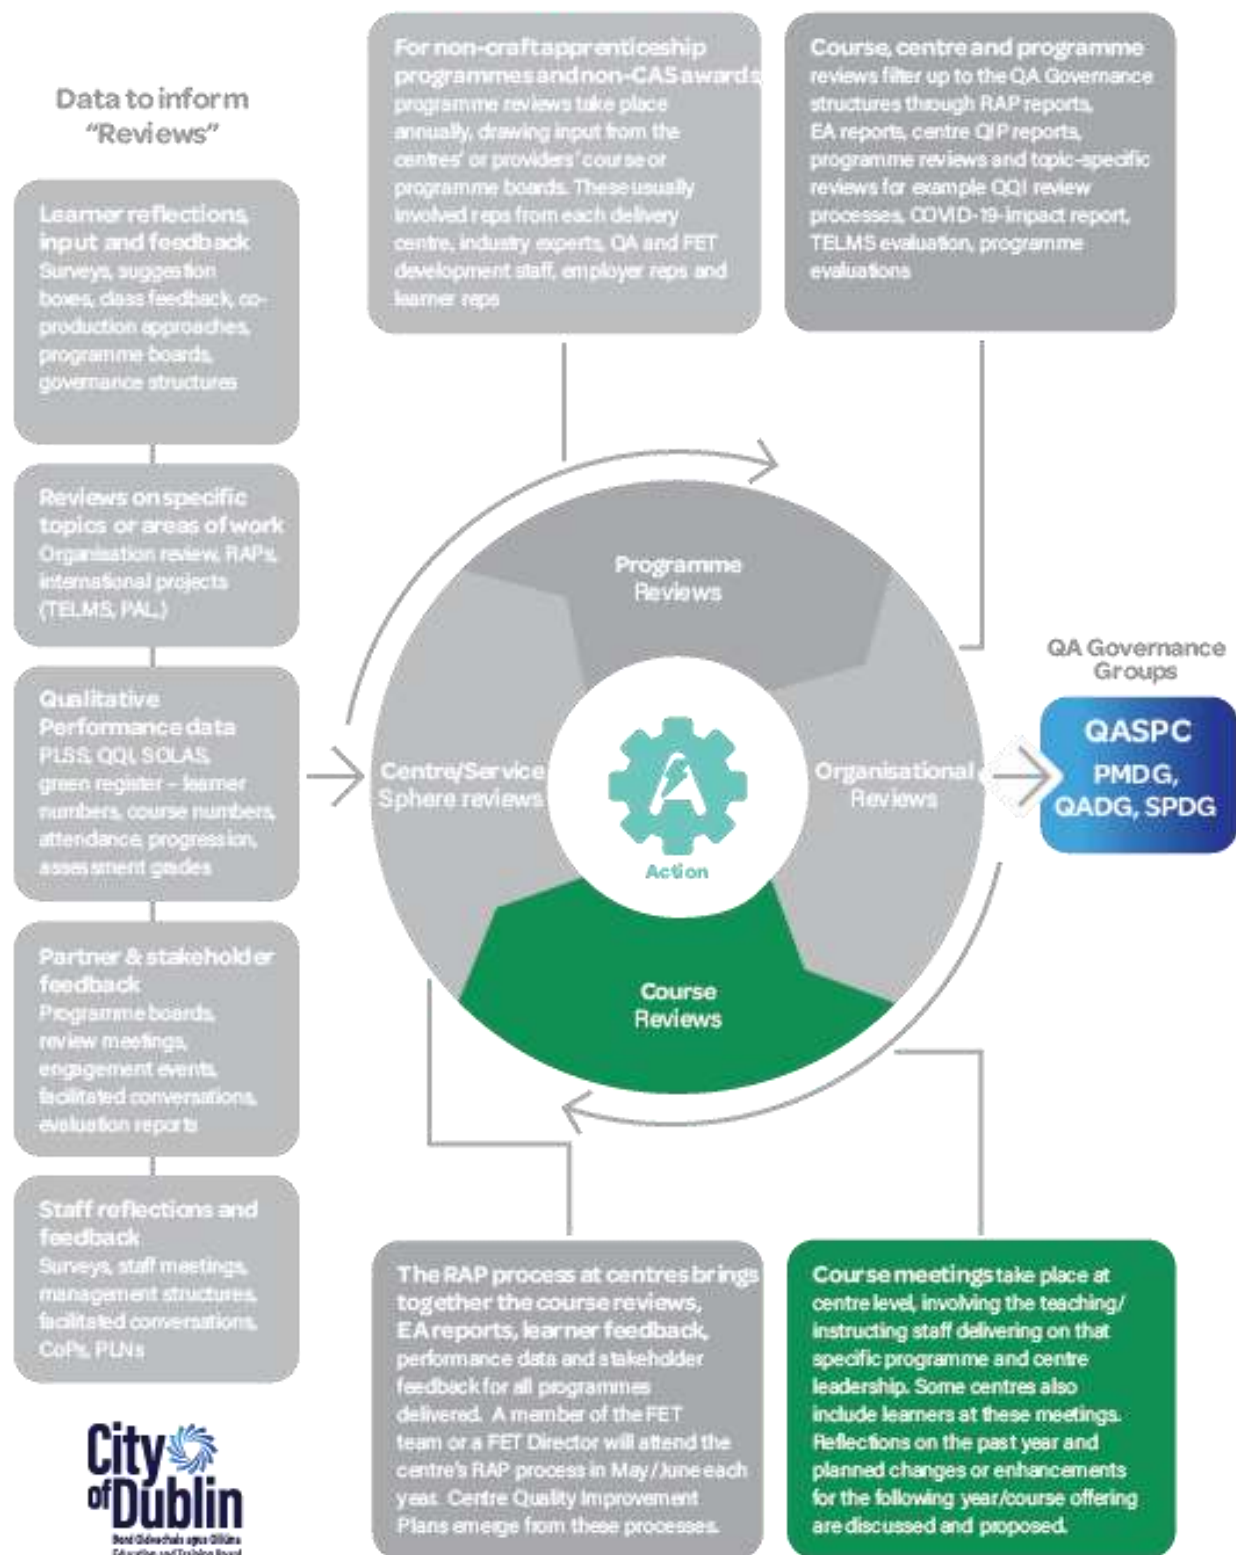 Data to inform
"Reviews"
Learner reflections,
input and feedback
Surveys, suggestion
boxes, class feedback, co-
production approaches,
programme boards,
governance structures
Reviews on specific
topics or areas of work
Organisation review, RAPs,
international projects
(TELMS, PAL,)
Qualitative
Performance data
PLSS, QQI, SOLAS,
green register – learner
numbers, course numbers,
attendance, progression,
assessment grades
Partner & stakeholder
feedback
Programme boards,
review meetings,
engagement events,
facilitated conversations,
evaluation reports
Staff reflections and
feedback
Surveys, staff meetings,
management structures,
facilitated conversations,
CoPs, PLNs
For non-craft apprenticeship
programmes and non-CAS awards,
programme reviews take place
annually, drawing input from the
centres' or providers' course or
programme boards. These usually
involved reps from each delivery
centre, industry experts, QA and FET
development staff, employer reps and
learner reps
Course, centre and programme
reviews filter up to the QA Governance
structures through RAP reports,
EA reports, centre QIP reports,
programme reviews and topic-specific
reviews for example QQI review
processes, COVID-19-impact report,
TELMS evaluation, programme
evaluations
Programme
Reviews
Centre/Service
Sphere reviews
Action
Organisational
Reviews
Course
Reviews
QA Governance
Groups
QASPC
PMDG,
QADG, SPDG
The RAP process at centres brings
together the course reviews,
EA reports, learner feedback,
performance data and stakeholder
feedback for all programmes
delivered. A member of the FET
team or a FET Director will attend the
centre's RAP process in May/June each
year. Centre Quality Improvement
Plans emerge from these processes.
Course meetings take place at
centre level, involving the teaching/
instructing staff delivering on that
specific programme and centre
leadership. Some centres also
include learners at these meetings.
Reflections on the past year and
planned changes or enhancements
for the following year/course offering
are discussed and proposed.
City
of Dublin
Bord Oideachais agus Oiliúna
Education and Training Board